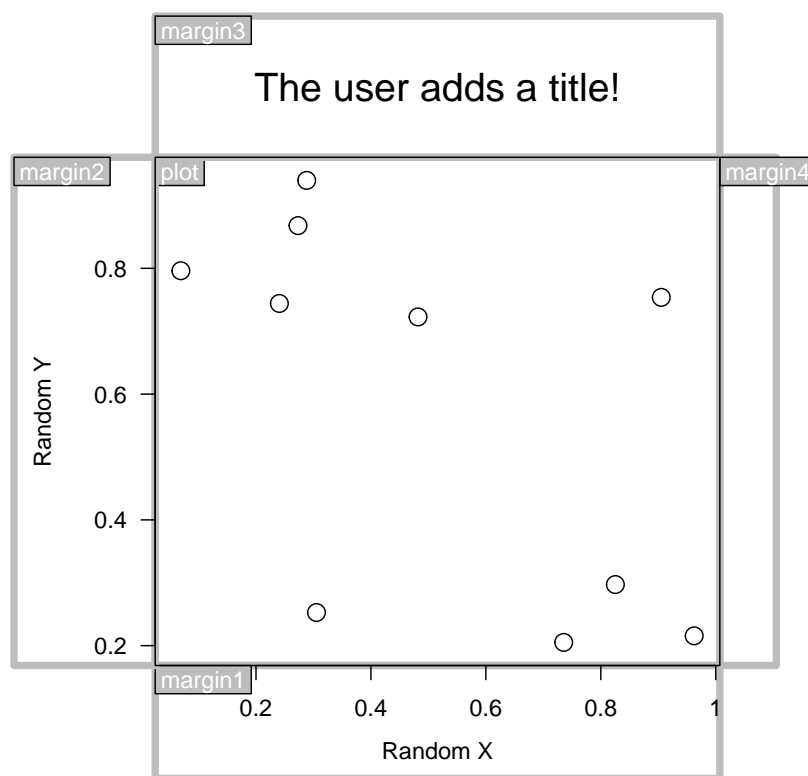 margin3
The user adds a title!
margin2
plot
margin4
0.8
0.6
0.4
0.2
Random Y
margin1
0.2 0.4 0.6 0.8 1
Random X